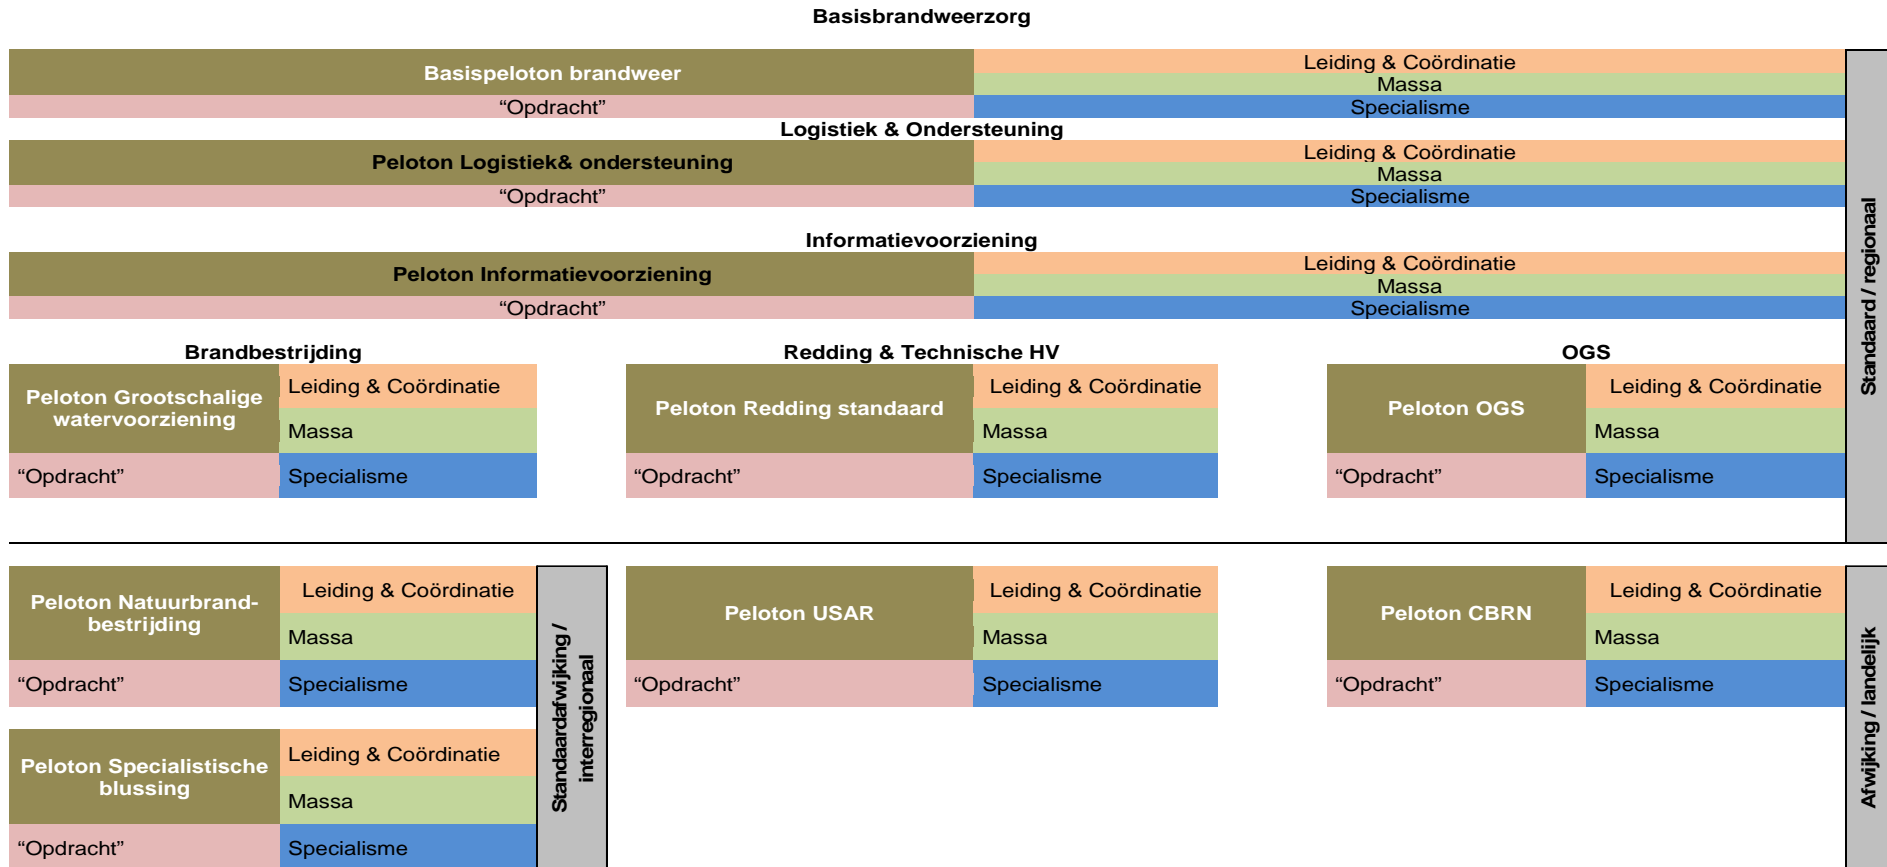 Basisbrandweerzorg
Basispeloton brandweer
Leiding & Coördinatie
Massa
“Opdracht”
Specialisme
Logistiek & Ondersteuning
Peloton Logistiek& ondersteuning
Leiding & Coördinatie
Massa
“Opdracht”
Specialisme
Informatievoorziening
Peloton Informatievoorziening
Leiding & Coördinatie
Massa
“Opdracht”
Specialisme
Standaard / regionaal
Brandbestrijding
Redding & Technische HV
OGS
Peloton Grootschalige
watervoorziening
Leiding & Coördinatie
Massa
“Opdracht”
Specialisme
Peloton Redding standaard
Leiding & Coördinatie
Massa
“Opdracht”
Specialisme
Peloton OGS
Leiding & Coördinatie
Massa
“Opdracht”
Specialisme
Peloton Natuurbrand-
bestrijding
Leiding & Coördinatie
Massa
“Opdracht”
Specialisme
Standaardafwijking /
interregionaal
Peloton USAR
Leiding & Coördinatie
Massa
“Opdracht”
Specialisme
Peloton CBRN
Leiding & Coördinatie
Massa
“Opdracht”
Specialisme
Afwijking / landelijk
Peloton Specialistische
blussing
Leiding & Coördinatie
Massa
“Opdracht”
Specialisme